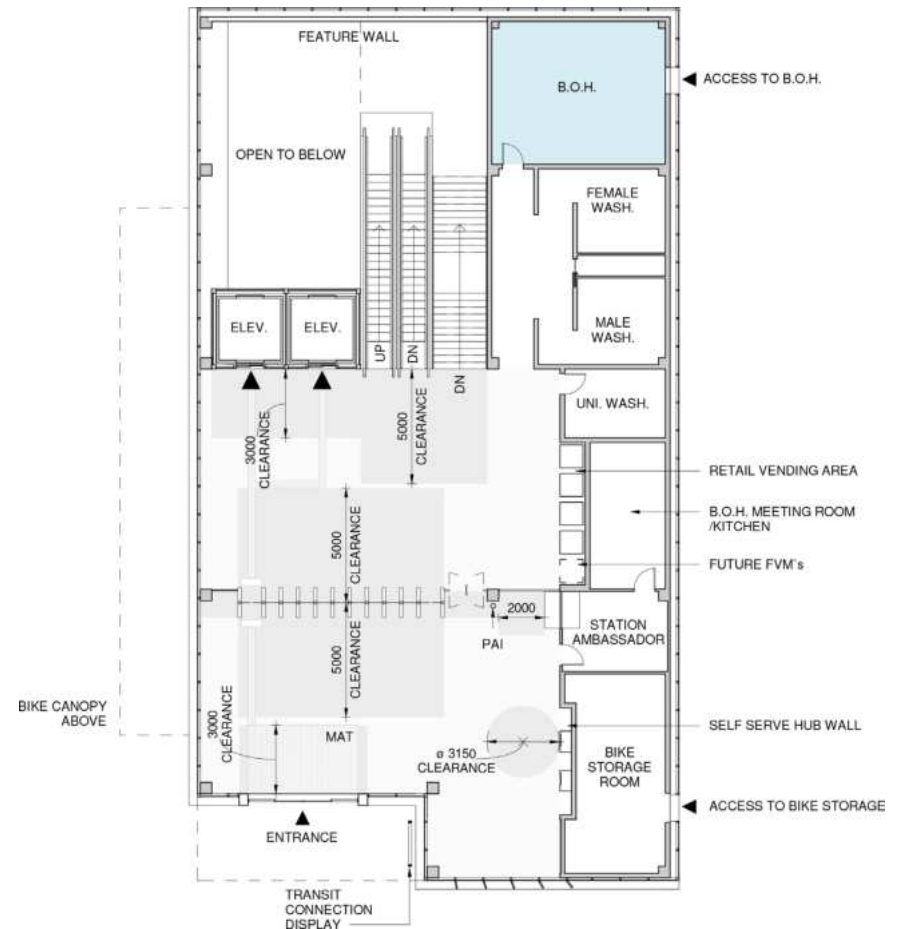 FEATURE WALL
B.O.H.
ACCESS TO B.O.H.
OPEN TO BELOW
FEMALE
WASH.
ELEV.
ELEV.
MALE
WASH.
UP
DN
DN
3000
CLEARANCE
5000
CLEARANCE
UNI. WASH.
RETAIL VENDING AREA
B.O.H. MEETING ROOM
/KITCHEN
5000
CLEARANCE
FUTURE FVM's
2000
PAI
STATION
AMBASSADOR
5000
CLEARANCE
BIKE CANOPY
ABOVE
3000
CLEARANCE
MAT
SELF SERVE HUB WALL
ø 3150
CLEARANCE
BIKE
STORAGE
ROOM
ACCESS TO BIKE STORAGE
ENTRANCE
TRANSIT
CONNECTION
DISPLAY